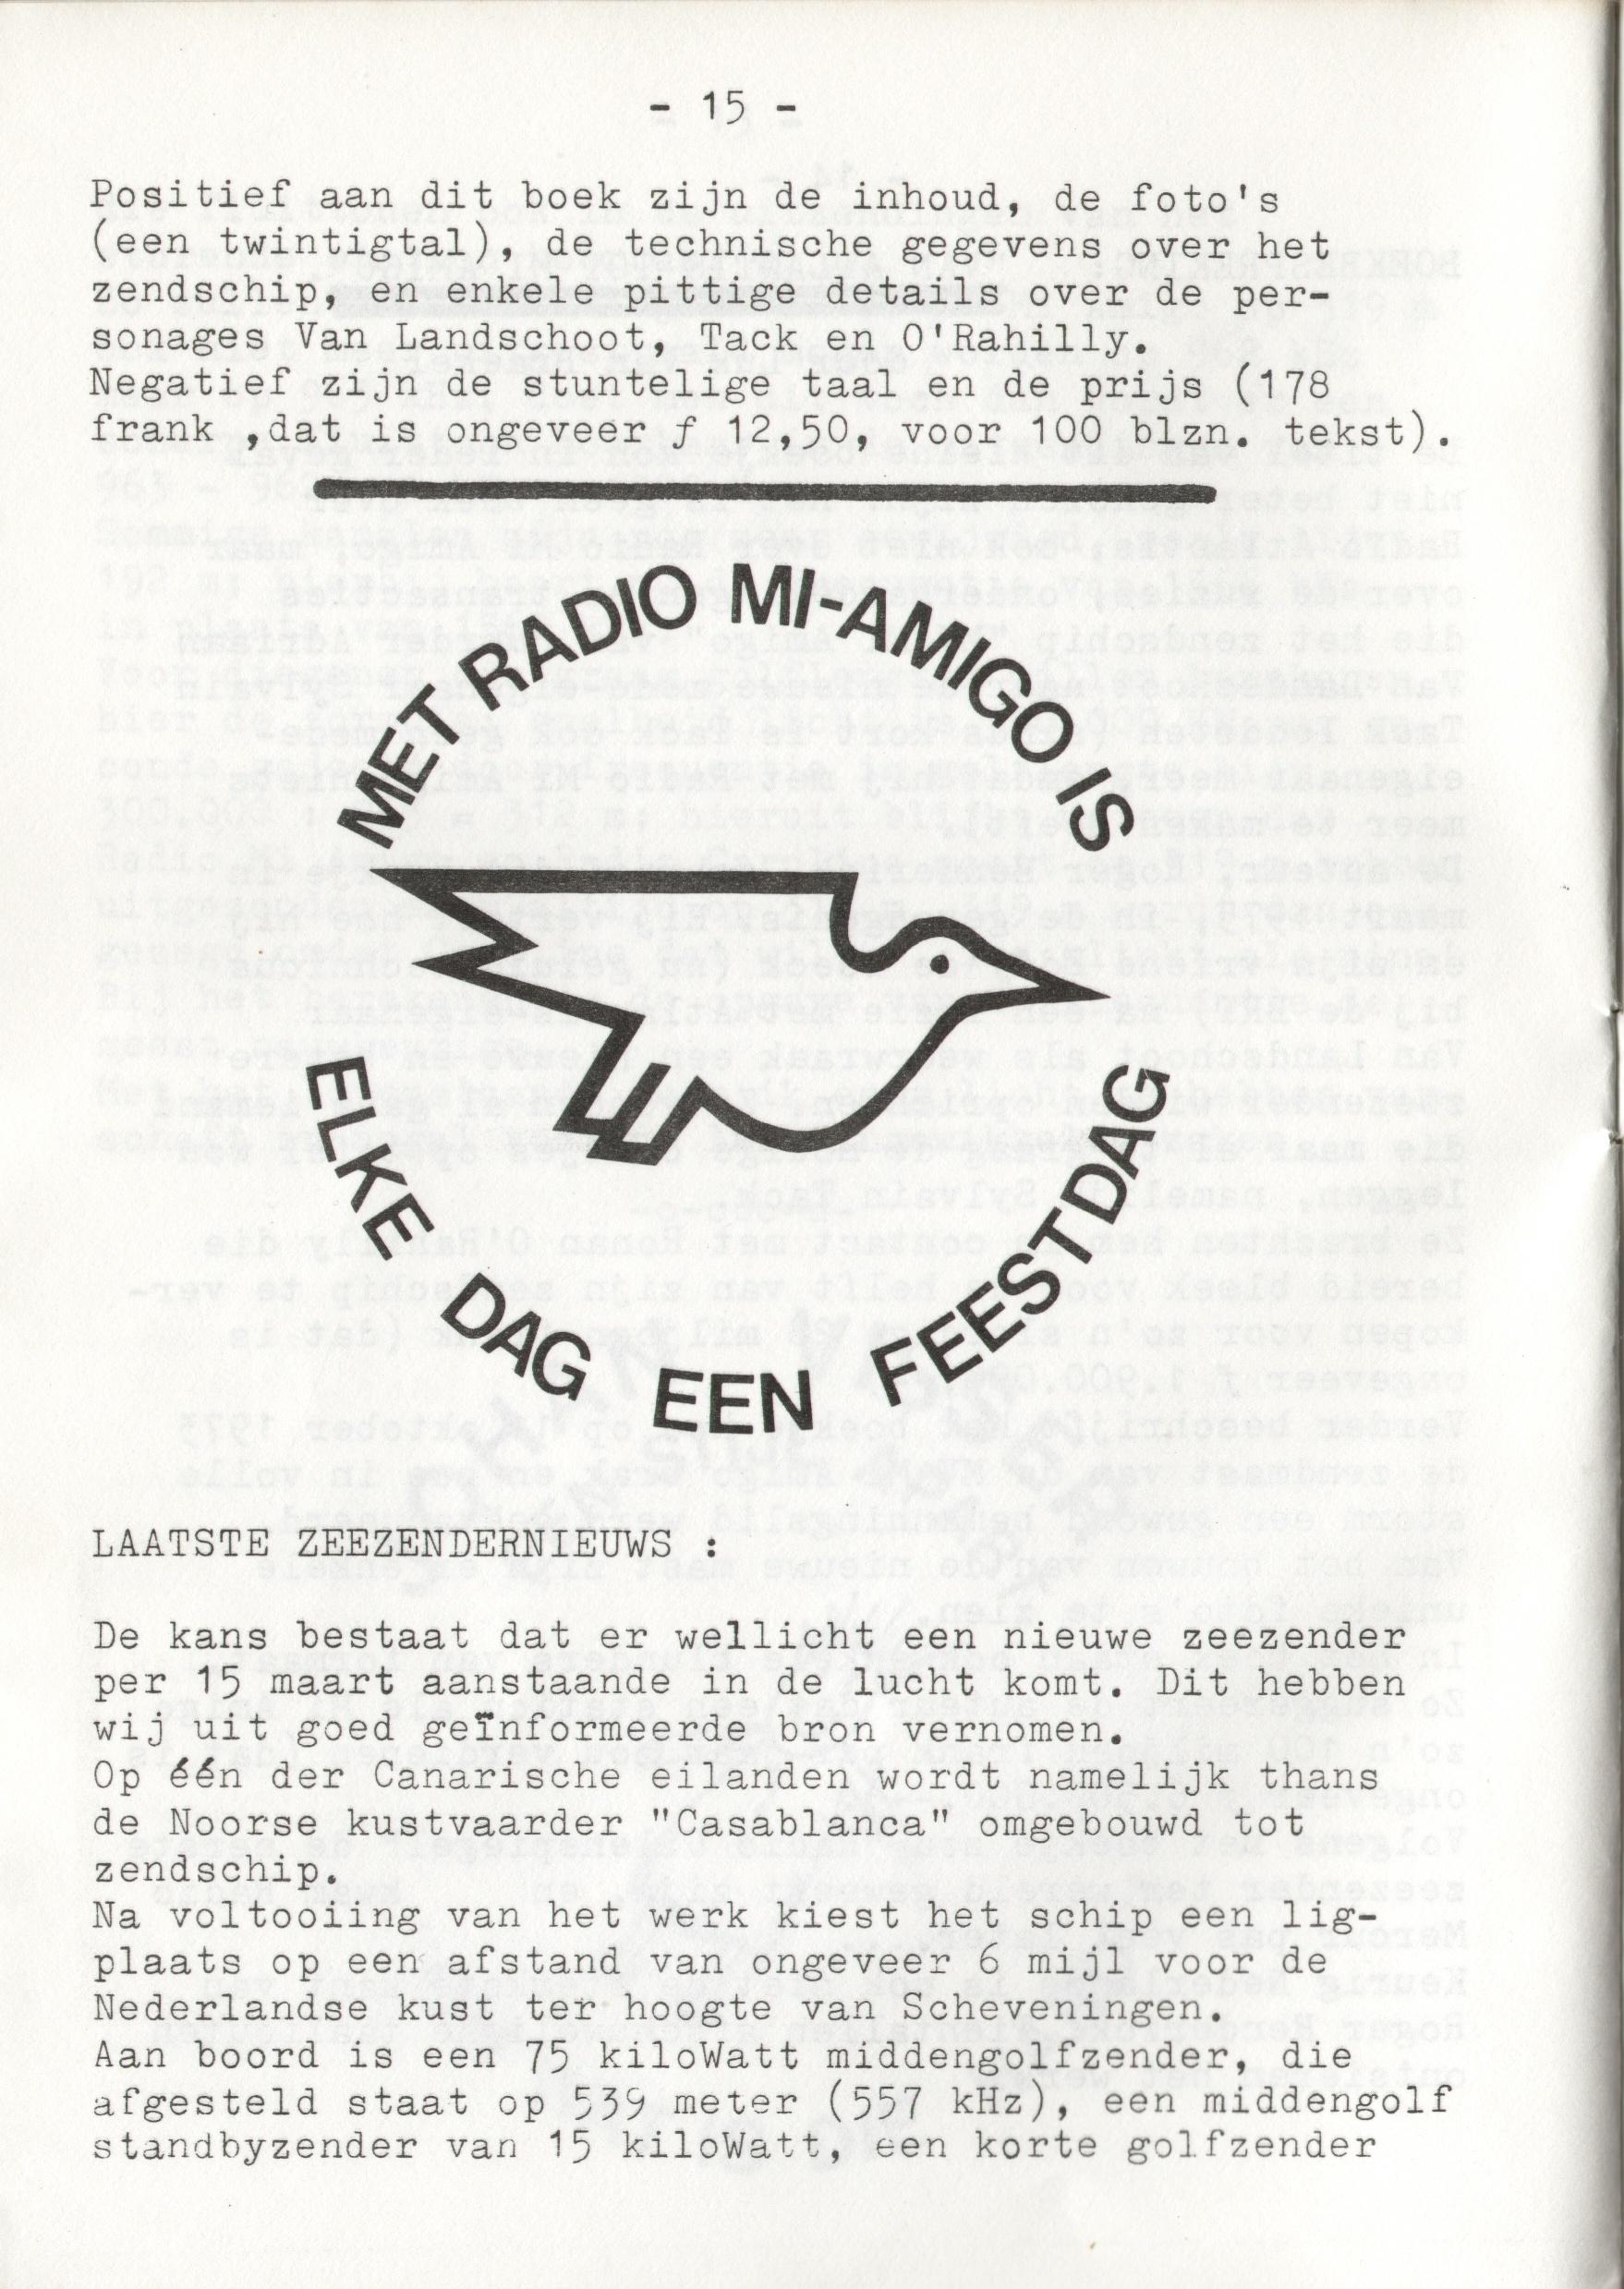 - 15 -
Positief aan dit boek zijn de inhoud, de foto's
(een twintigtal), de technische gegevens over het
zendschip, en enkele pittige details over de per-
sonages Van Landschoot, Tack en O'Rahilly.
Negatief zijn de stuntelige taal en de prijs (178
frank ,dat is ongeveer ƒ 12,50, voor 100 blzn. tekst).
MET RADIO MI-AMIGO IS
ELKE DAG EEN FEESTDAG
LAATSTE ZEEZENDERNIEUWS :
De kans bestaat dat er wellicht een nieuwe zeezender
per 15 maart aanstaande in de lucht komt. Dit hebben
wij uit goed geïnformeerde bron vernomen.
Op één der Canarische eilanden wordt namelijk thans
de Noorse kustvaarder "Casablanca" omgebouwd tot
zendschip.
Na voltooiing van het werk kiest het schip een lig-
plaats op een afstand van ongeveer 6 mijl voor de
Nederlandse kust ter hoogte van Scheveningen.
Aan boord is een 75 kiloWatt middengolfzender, die
afgesteld staat op 539 meter (557 kHz), een middengolf
standbyzender van 15 kiloWatt, een korte golfzender